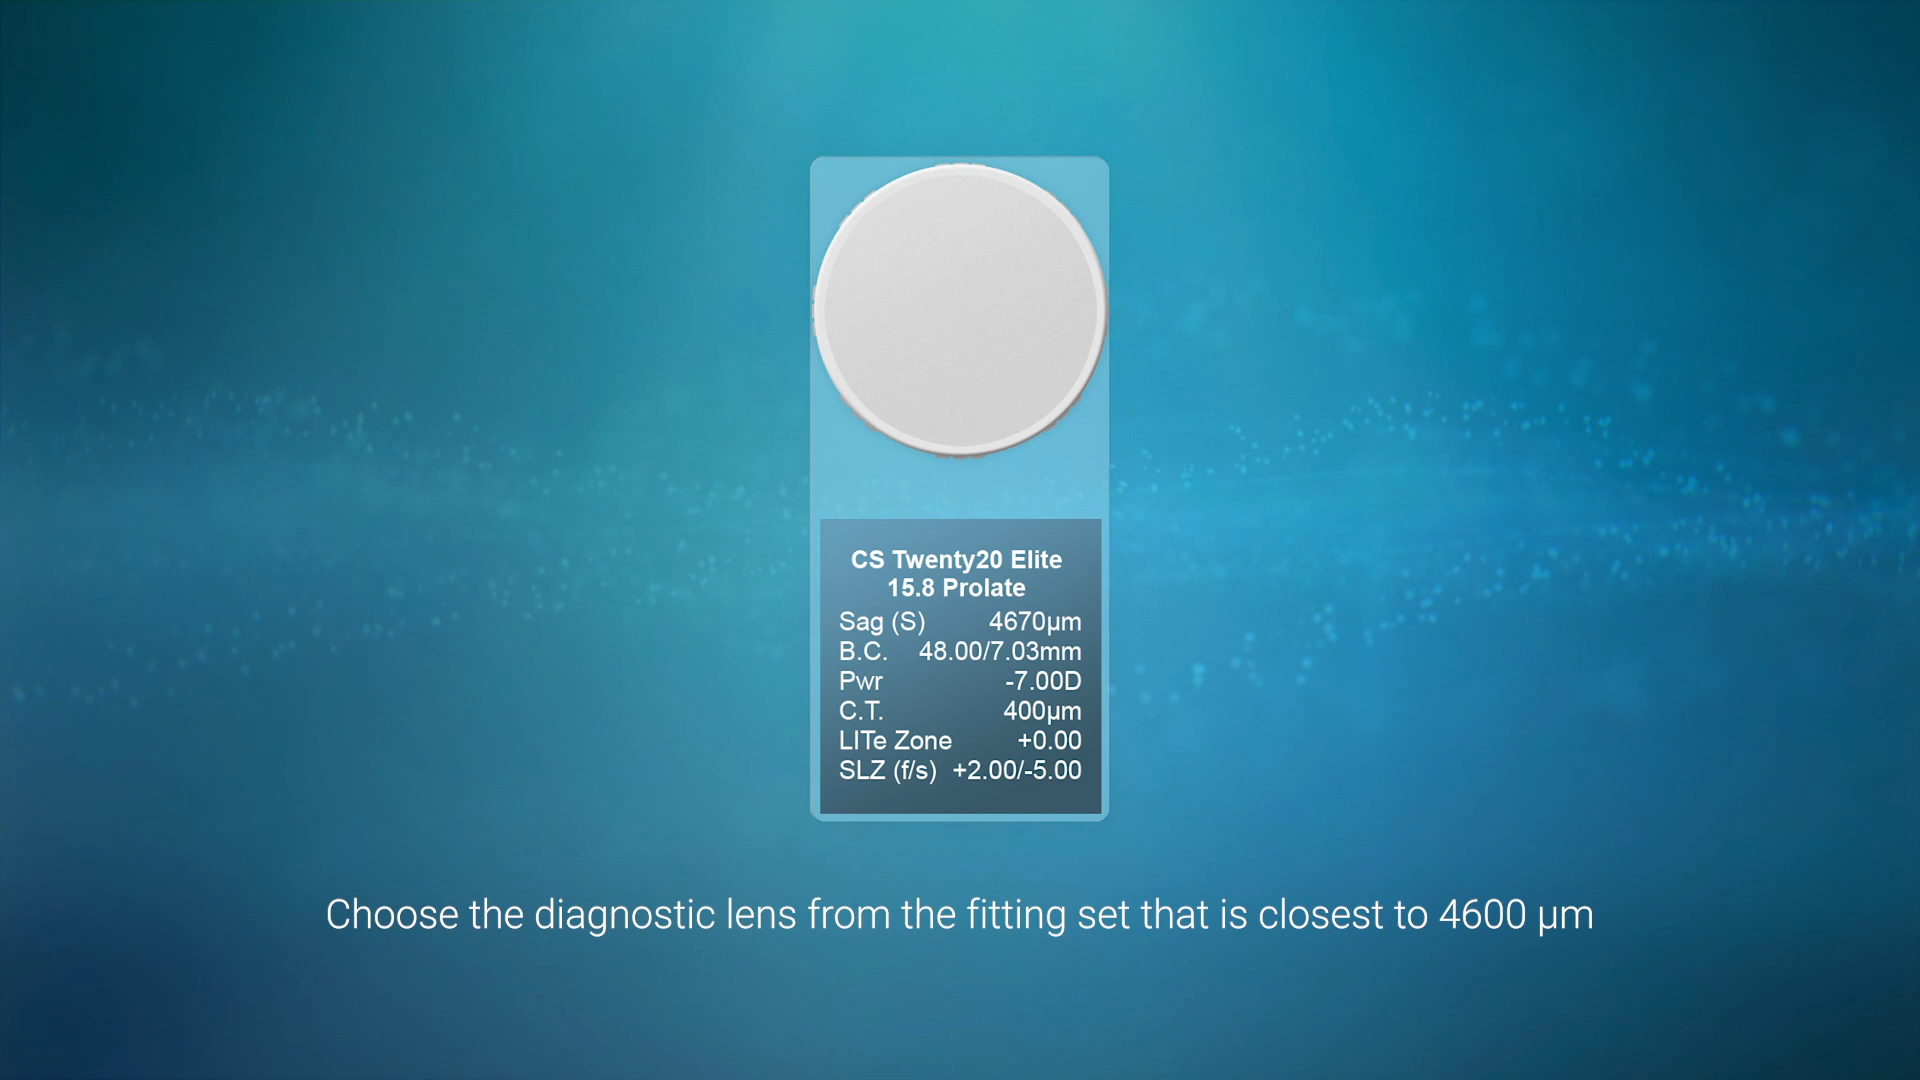 CS Twenty20 Elite
15.8 Prolate
Sag (S) 4670µm
B.C. 48.00/7.03mm
Pwr -7.00D
C.T. 400µm
LITe Zone +0.00
SLZ (f/s) +2.00/-5.00
Choose the diagnostic lens from the fitting set that is closest to 4600 µm